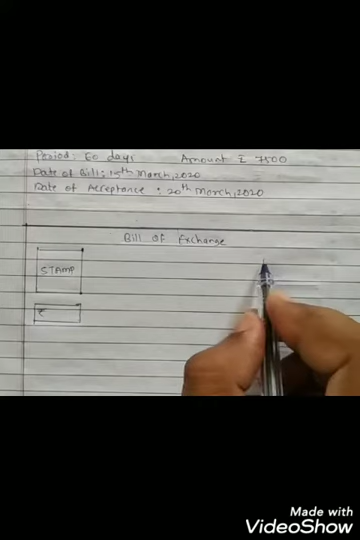 Period: 60 days Amount ₹ 7500
Date of Bill: 15th March, 2020
Date of Acceptance : 20th March, 2020
Bill Of Exchange
STAMP
₹
Made with
VideoShow